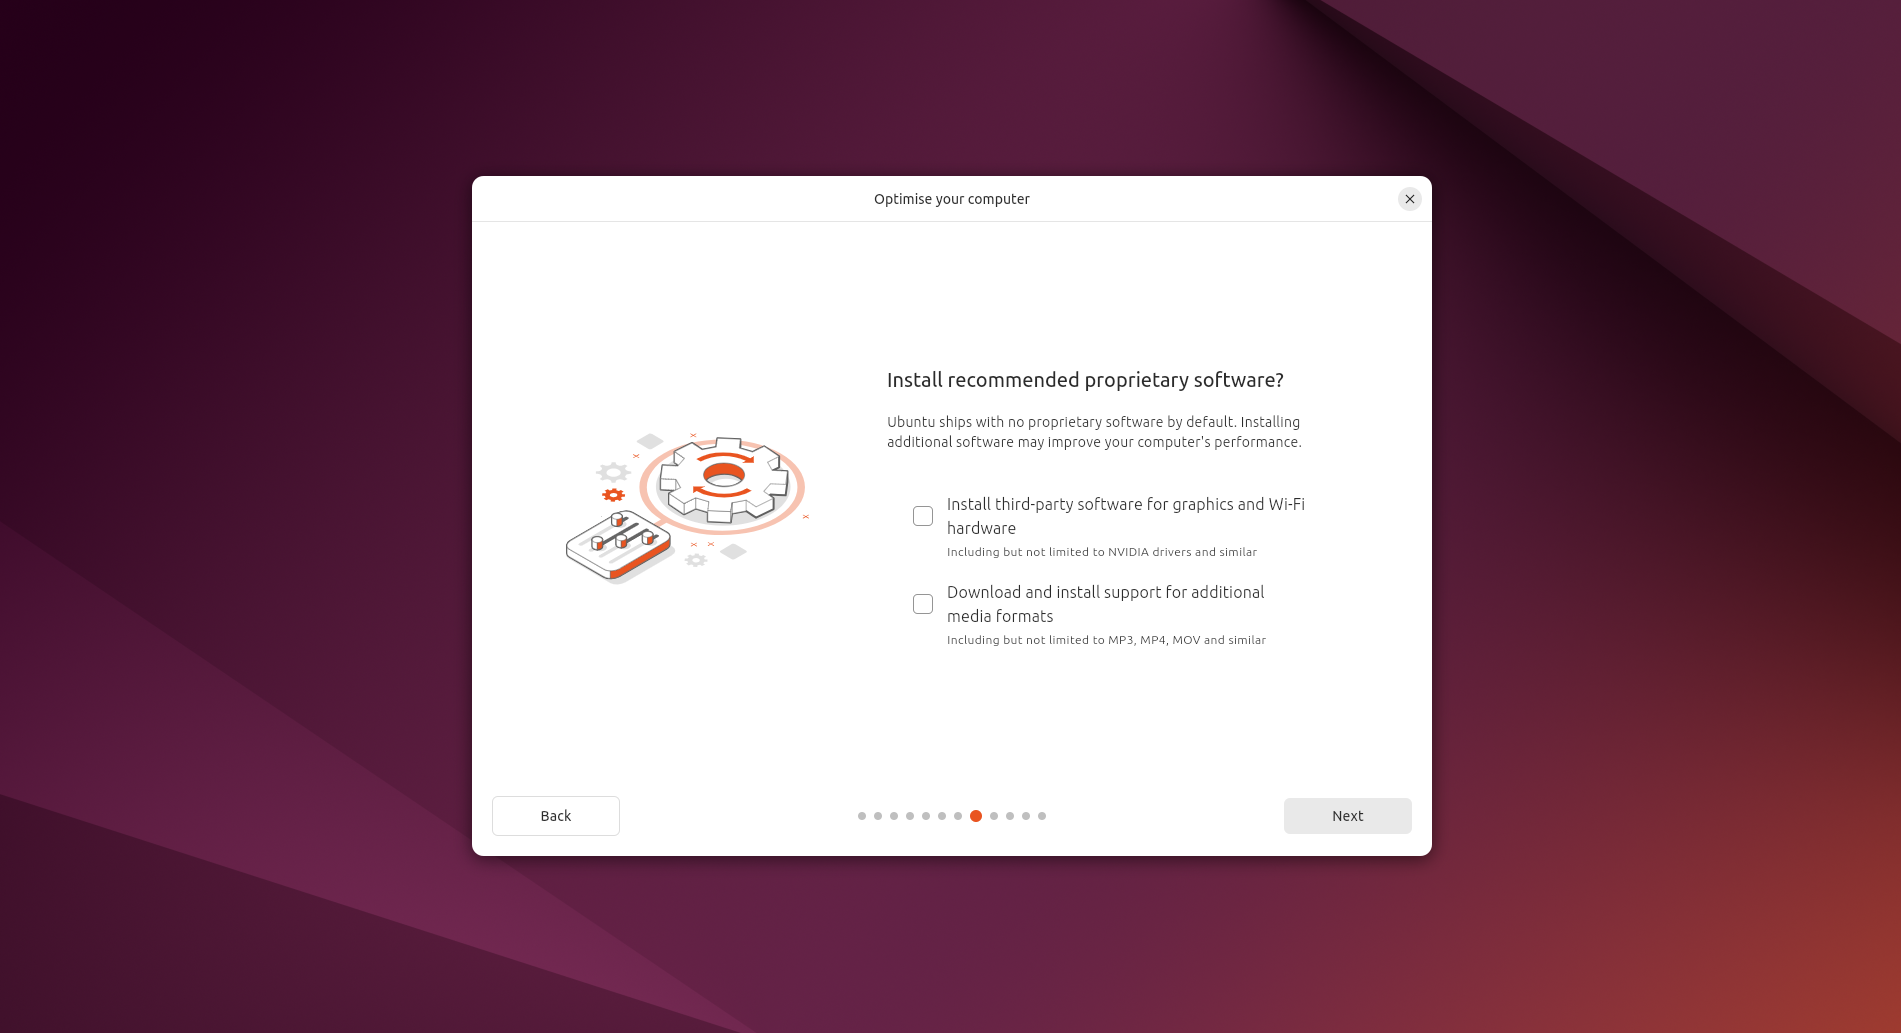 Optimise your computer
Install recommended proprietary software?
Ubuntu ships with no proprietary software by default. Installing
additional software may improve your computer's performance.
Install third-party software for graphics and Wi-Fi
hardware
Including but not limited to NVIDIA drivers and similar
Download and install support for additional
media formats
Including but not limited to MP3, MP4, MOV and similar
Back
Next